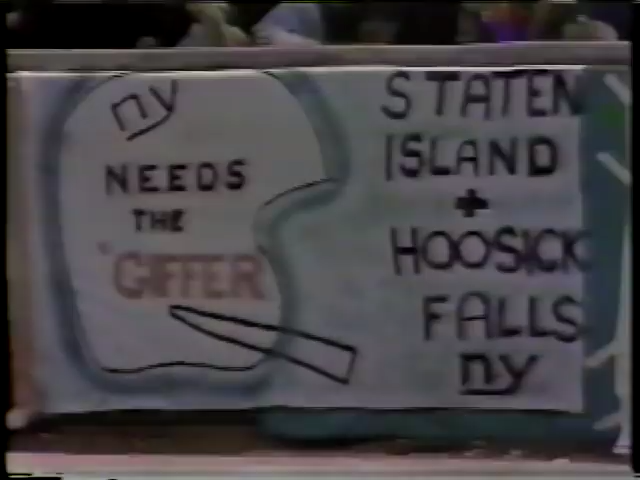 ny
NEEDS
THE
"GIFFER
STATEN
ISLAND
+
HOOSICK
FALLS
ny